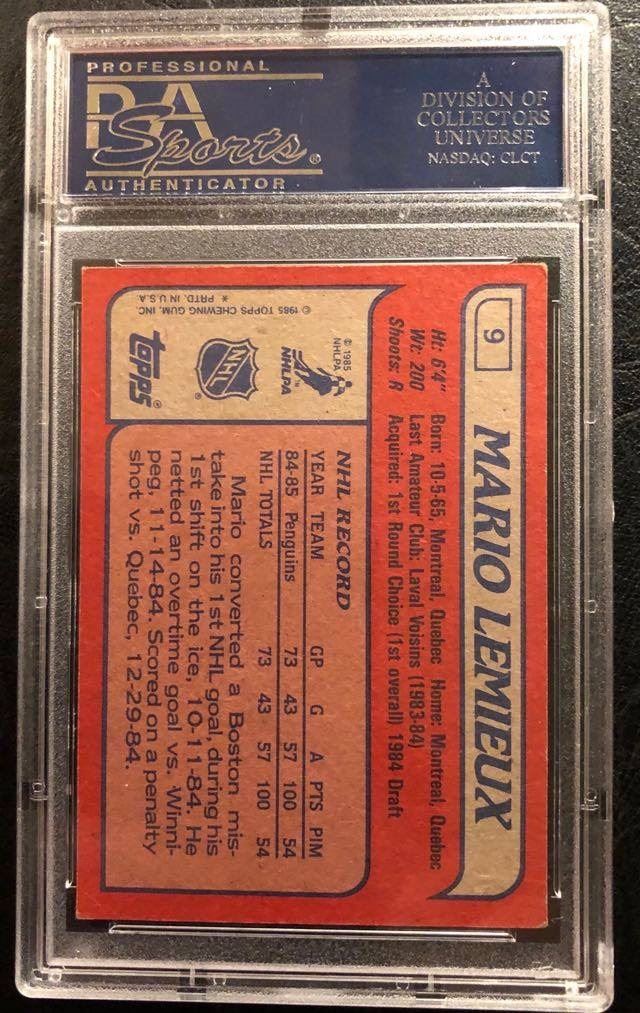 PROFESSIONAL
PSA
Sports®
AUTHENTICATOR
A
DIVISION OF
COLLECTORS
UNIVERSE
NASDAQ: CLCT
9
MARIO LEMIEUX
Ht: 6'4" Born: 10-5-65, Montreal, Quebec Home: Montreal, Quebec
Wt: 200 Last Amateur Club: Laval Voisins (1983-84)
Shoots: R Acquired: 1st Round Choice (1st overall) 1984 Draft
© 1985
NHLPA
NHLPA
TM
NHL
®
topps®
© 1985 TOPPS CHEWING GUM, INC.
* PRTD. IN U.S.A
NHL RECORD
YEAR TEAM GP G A PTS PIM
84-85 Penguins 73 43 57 100 54
NHL TOTALS 73 43 57 100 54
Mario converted a Boston mis-
take into his 1st NHL goal, during his
1st shift on the ice, 10-11-84. He
netted an overtime goal vs. Winni-
peg, 11-14-84. Scored on a penalty
shot vs. Quebec, 12-29-84.